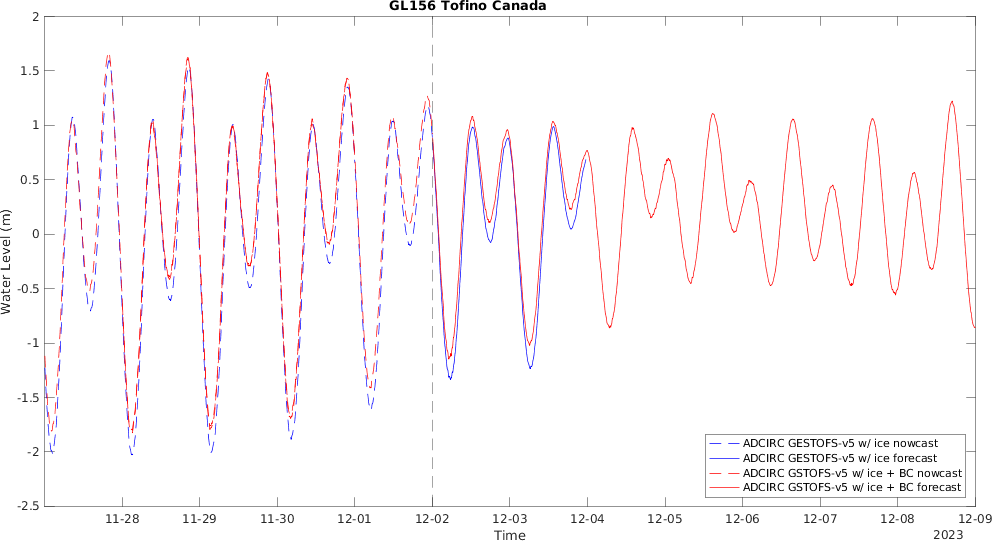 GL156 Tofino Canada
2
1.5
1
0.5
0
-0.5
-1
-1.5
-2
-2.5
Water Level (m)
ADCIRC GESTOFS-v5 w/ ice nowcast
ADCIRC GESTOFS-v5 w/ ice forecast
ADCIRC GSTOFS-v5 w/ ice + BC nowcast
ADCIRC GSTOFS-v5 w/ ice + BC forecast
11-28 11-29 11-30 12-01 12-02 12-03 12-04 12-05 12-06 12-07 12-08 12-09
Time
2023